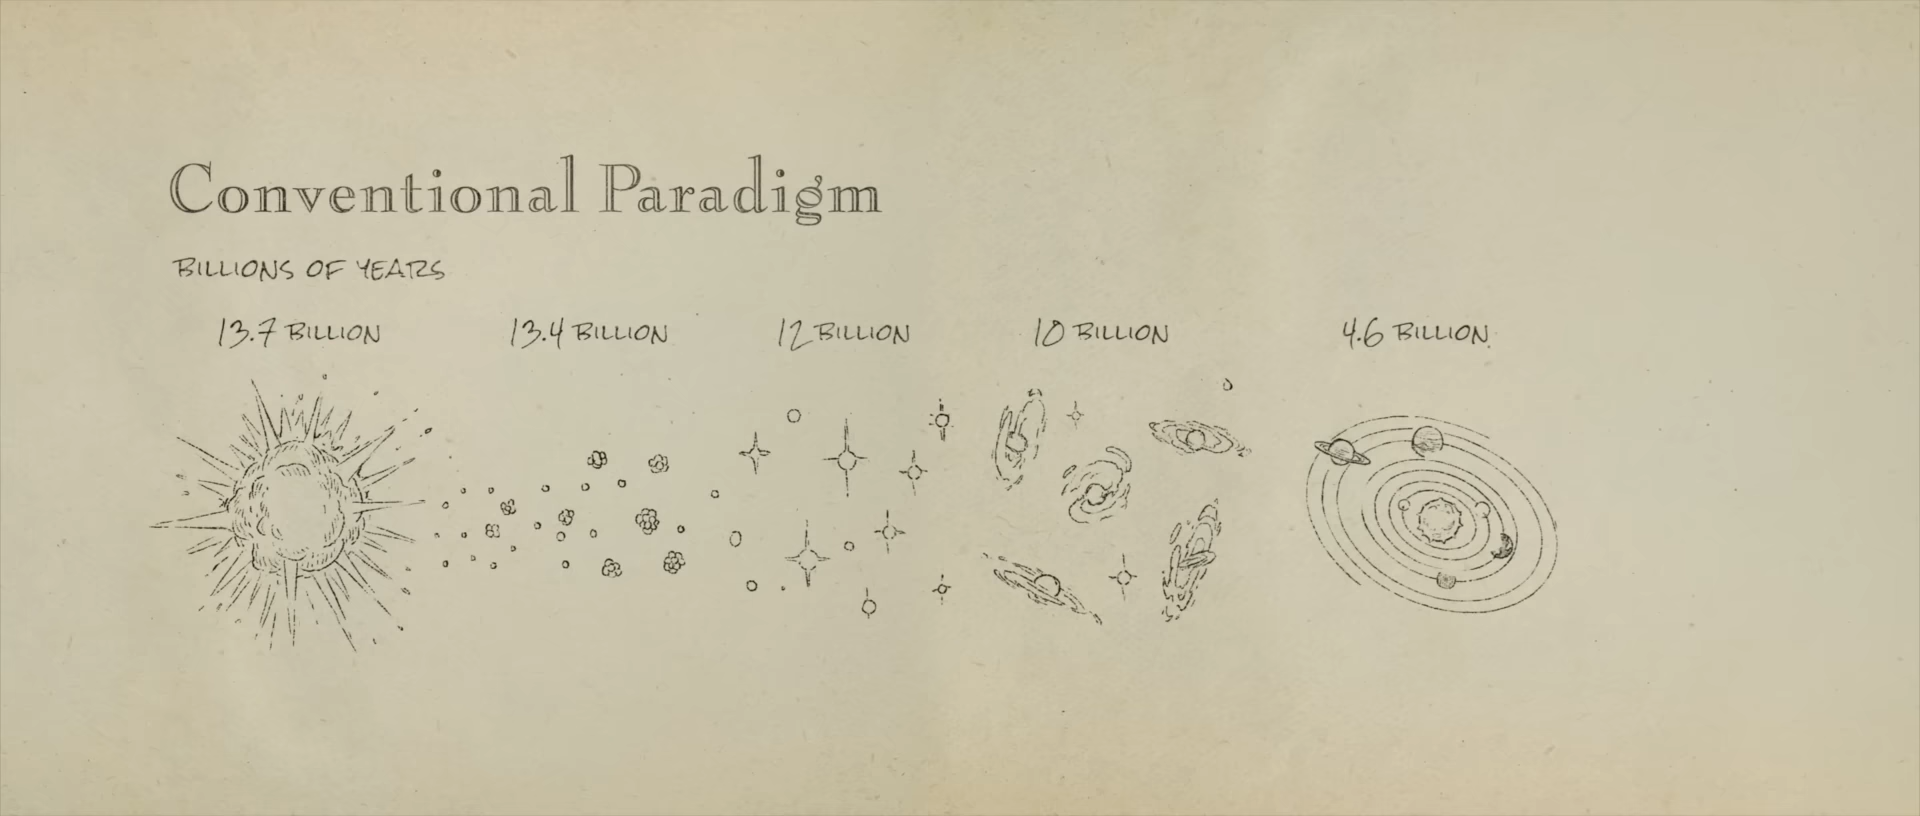 Conventional Paradigm
BILLIONS OF YEARS
13.7 BILLION 13.4 BILLION 12 BILLION 10 BILLION 4.6 BILLION